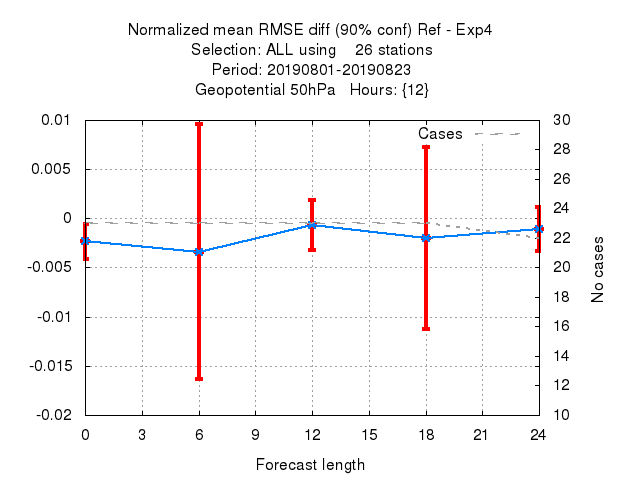 Normalized mean RMSE diff (90% conf) Ref - Exp4
Selection: ALL using    26 stations
Period: 20190801-20190823
Geopotential 50hPa   Hours: {12}
0.01
0.005
0
-0.005
-0.01
-0.015
-0.02
Cases
30
28
26
24
22
20
18
16
14
12
10
No cases
0 3 6 9 12 15 18 21 24
Forecast length